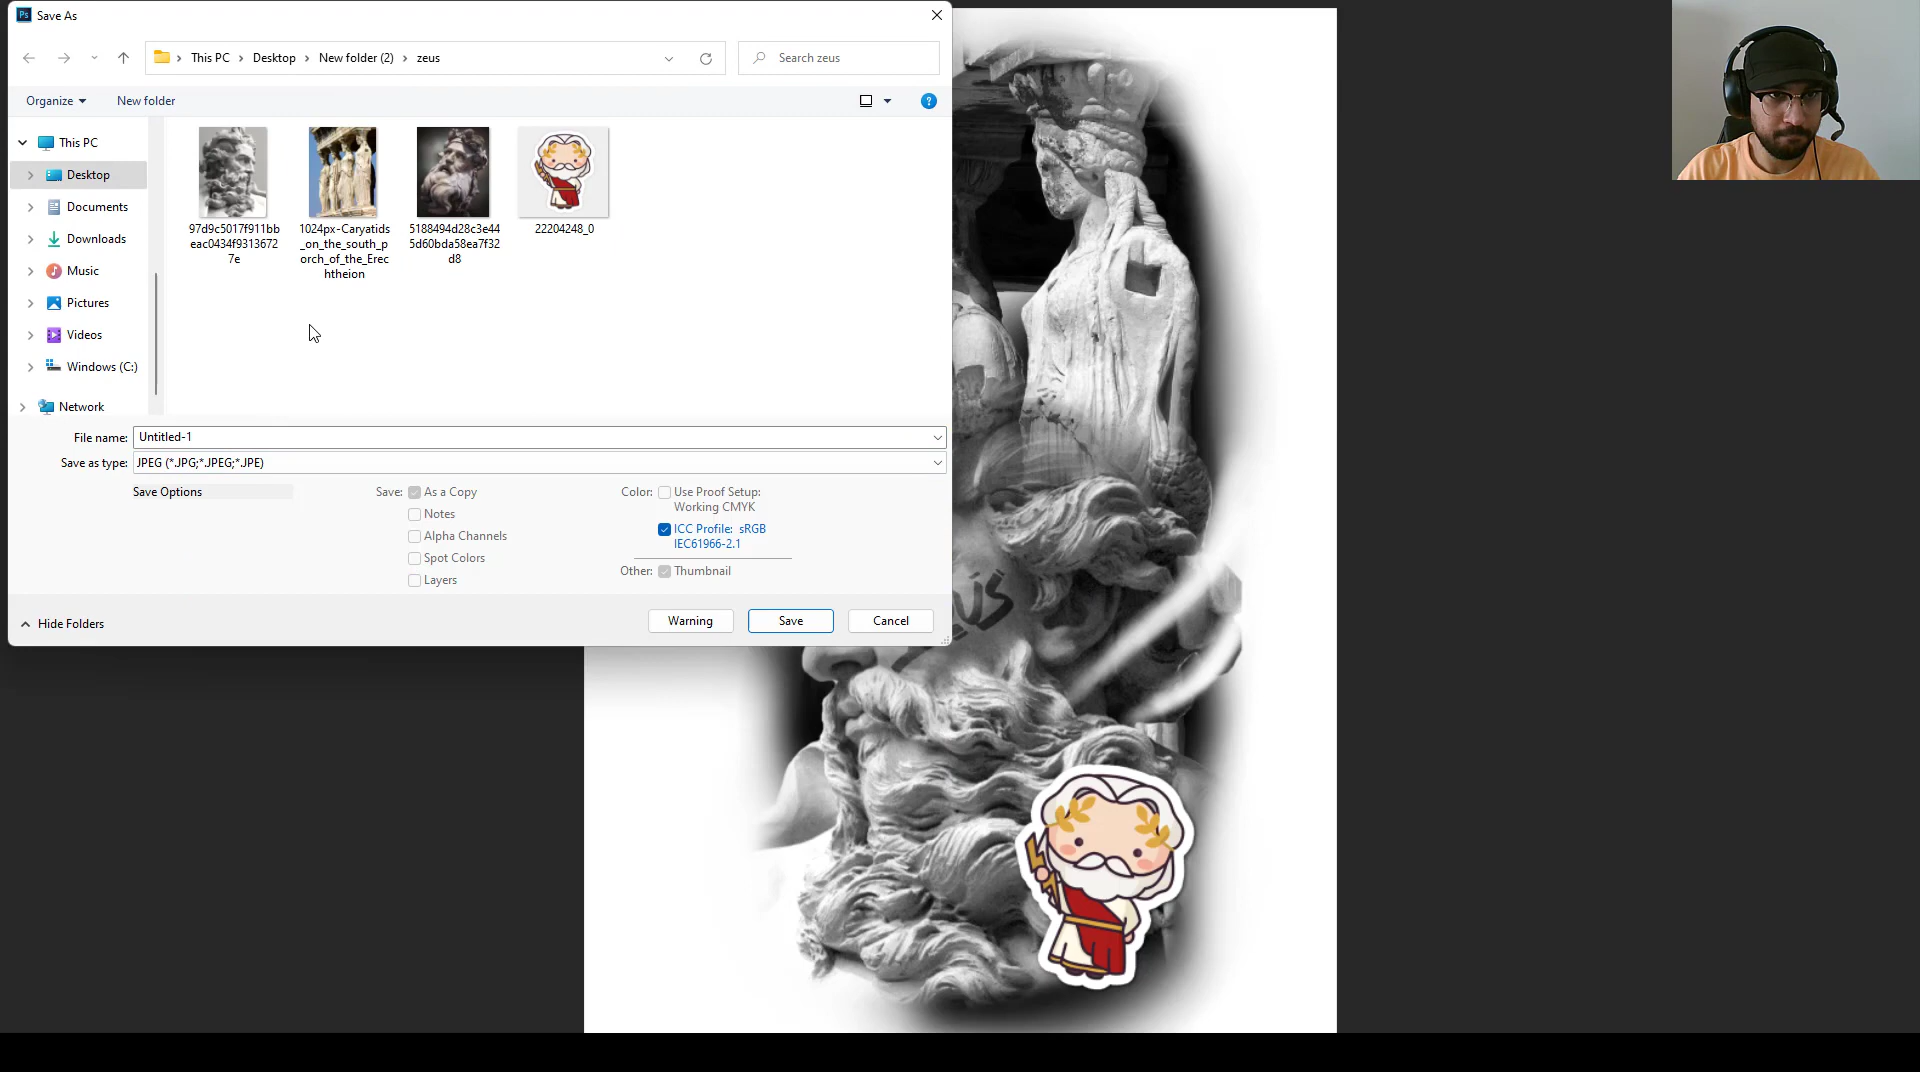 Ps Save As
This PC > Desktop > New folder (2) > zeus
Search zeus
Organize
New folder
?
This PC
Desktop
Documents
Downloads
Music
Pictures
Videos
Windows (C:)
Network
97d9c5017f911bb
eac0434f9313672
7e
1024px-Caryatids
_on_the_south_p
orch_of_the_Erec
htheion
5188494d28c3e44
5d60bda58ea7f32
d8
22204248_0
File name: Untitled-1
Save as type: JPEG (*.JPG;*.JPEG;*.JPE)
Save Options
Save: As a Copy
Notes
Alpha Channels
Spot Colors
Layers
Color: Use Proof Setup:
Working CMYK
ICC Profile: sRGB
IEC61966-2.1
Other: Thumbnail
Hide Folders
Warning
Save
Cancel